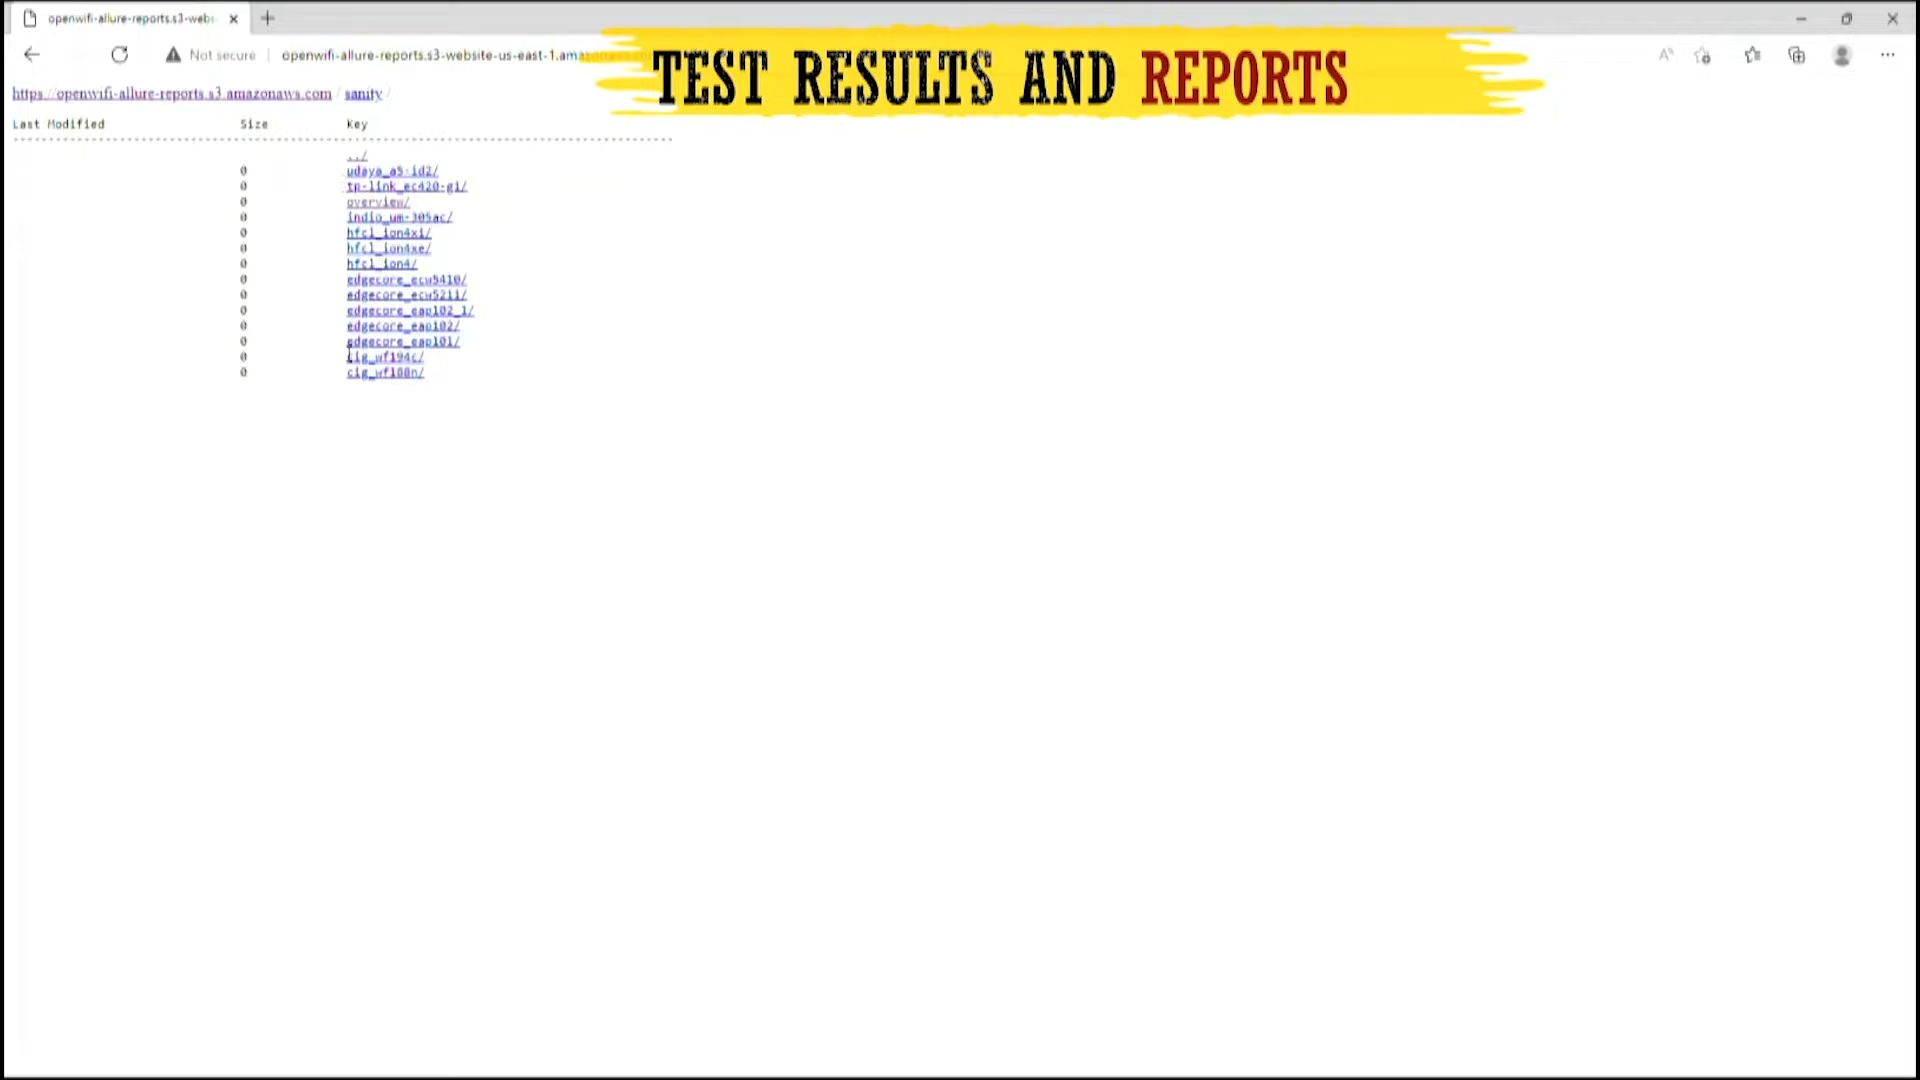 openwifi-allure-reports.s3-webs
Not secure
openwifi-allure-reports.s3-website-us-east-1.ama
TEST RESULTS AND REPORTS
https://openwifi-allure-reports.s3.amazonaws.com / sanity /
Last Modified Size Key
../
0 udaya_a5-id2/
0 tp-link_ec420-g1/
0 overview/
0 indio_um-305ac/
0 hfcl_ion4xi/
0 hfcl_ion4xe/
0 hfcl_ion4/
0 edgecore_ecw5410/
0 edgecore_ecw5211/
0 edgecore_eap102_1/
0 edgecore_eap102/
0 edgecore_eap101/
0 cig_wf194c/
0 cig_wf188n/